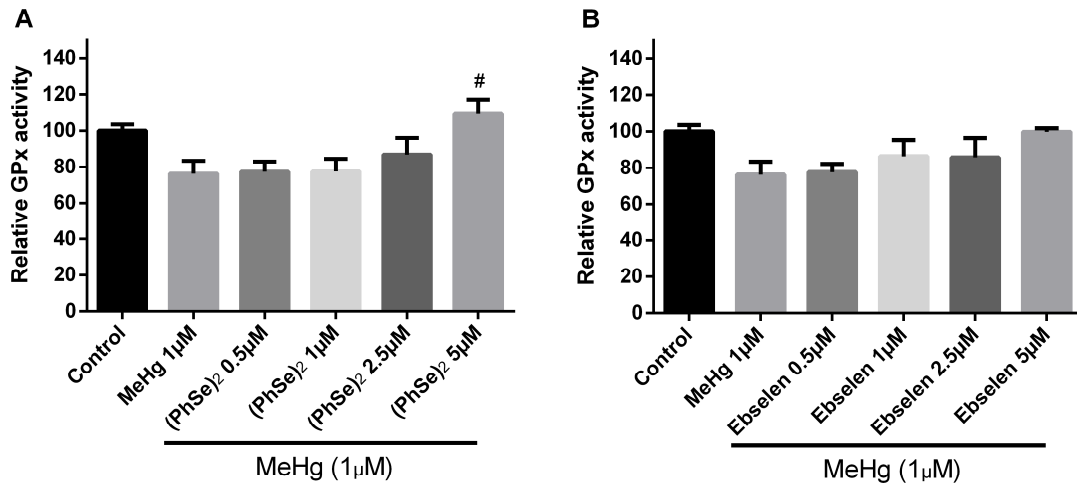 A
Relative GPx activity
140
120
100
80
60
40
20
0
#
Control
MeHg 1µM
(PhSe)2 0.5µM
(PhSe)2 1µM
(PhSe)2 2.5µM
(PhSe)2 5µM
MeHg (1µM)
B
Relative GPx activity
140
120
100
80
60
40
20
0
Control
MeHg 1µM
Ebselen 0.5µM
Ebselen 1µM
Ebselen 2.5µM
Ebselen 5µM
MeHg (1µM)